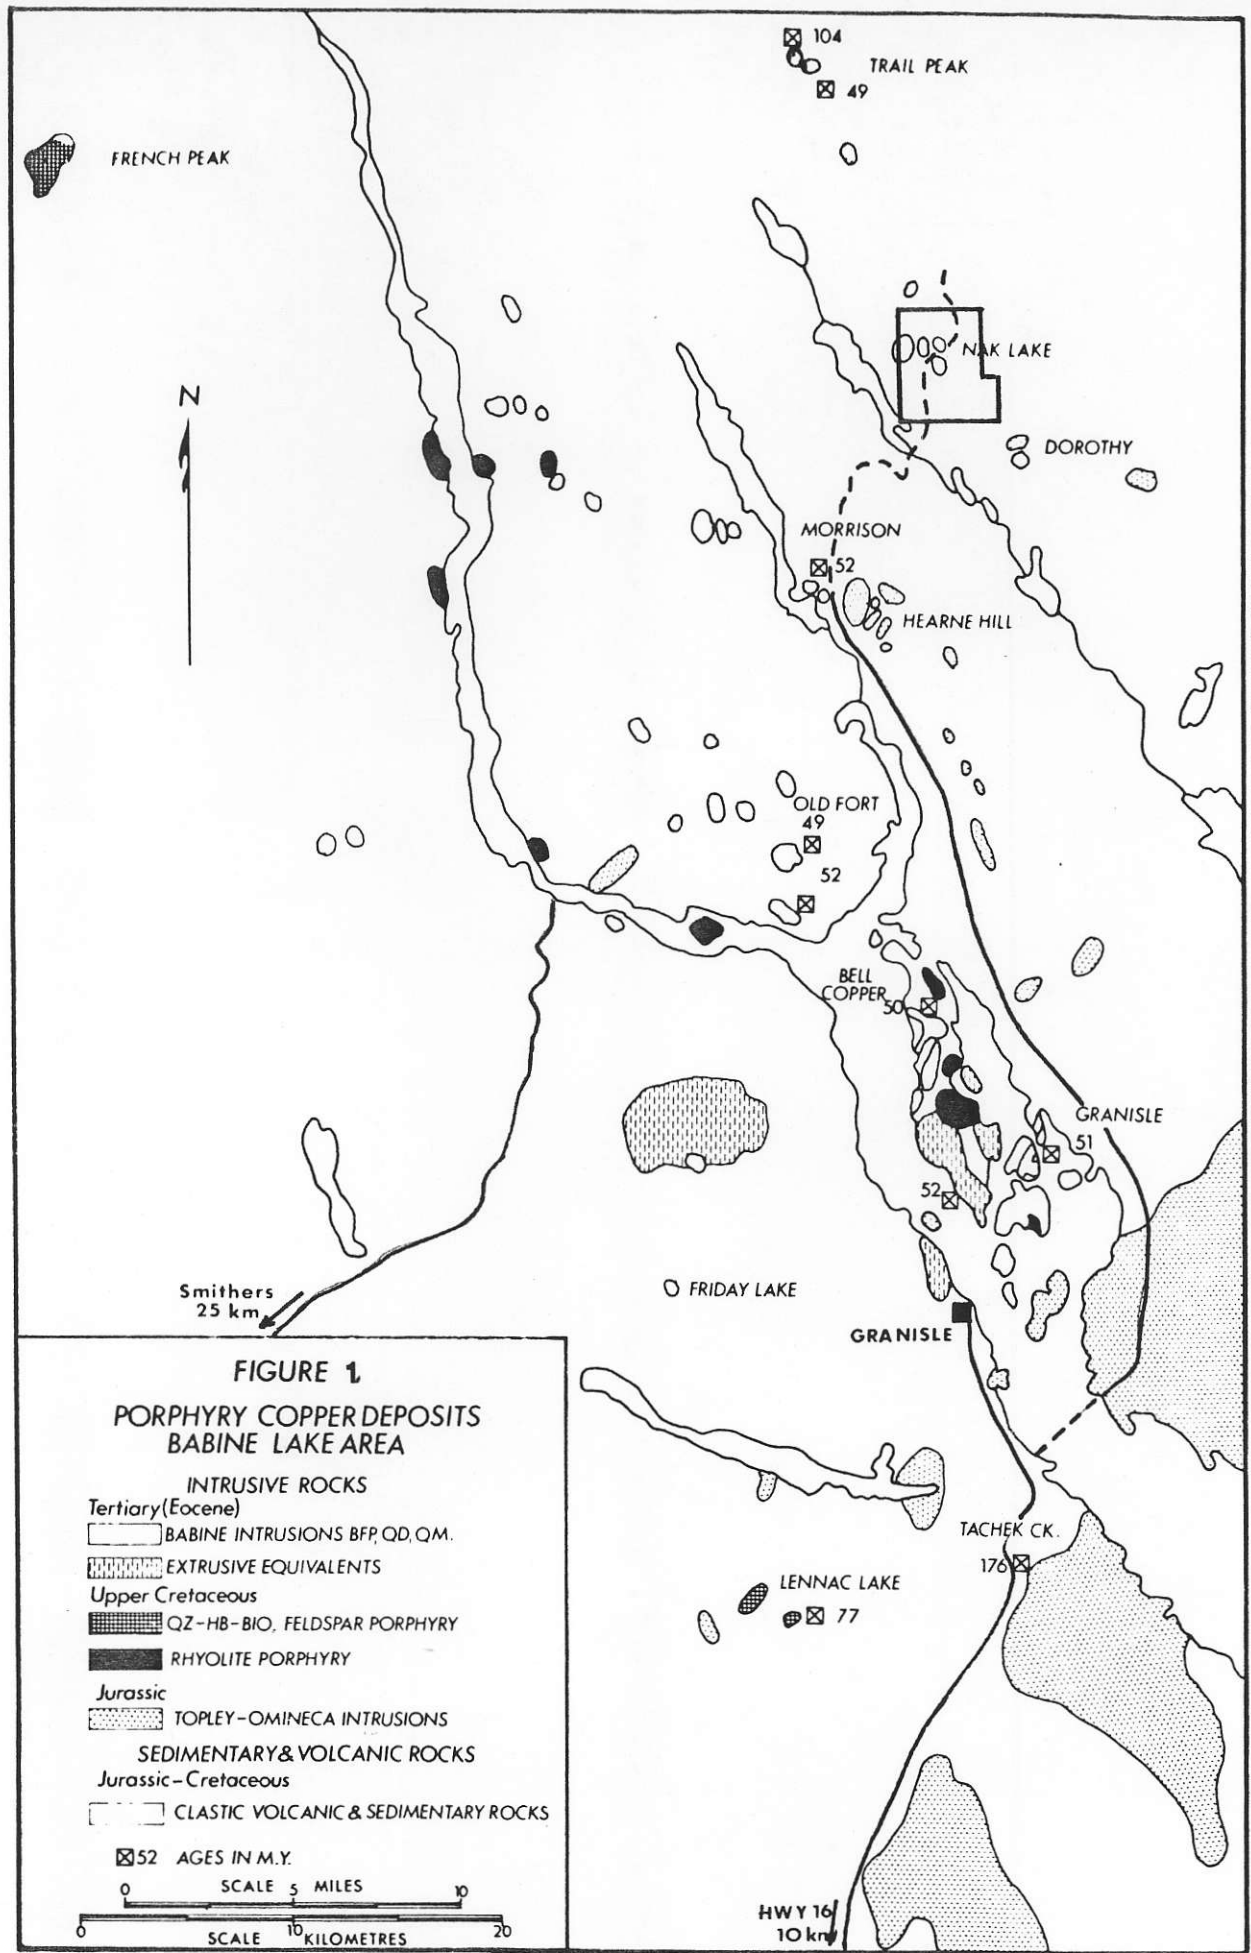 104
TRAIL PEAK
49
FRENCH PEAK
NAK LAKE
N
DOROTHY
MORRISON
52
HEARNE HILL
OLD FORT
49
52
BELL
COPPER
50
GRANISLE
51
52
Smithers
25 km
FRIDAY LAKE
GRANISLE
TACHEK CK.
176
LENNAC LAKE
77
HWY 16
10 km
FIGURE 1.
PORPHYRY COPPER DEPOSITS
BABINE LAKE AREA
INTRUSIVE ROCKS
Tertiary (Eocene)
BABINE INTRUSIONS BFP, QD, QM.
EXTRUSIVE EQUIVALENTS
Upper Cretaceous
QZ-HB-BIO, FELDSPAR PORPHYRY
RHYOLITE PORPHYRY
Jurassic
TOPLEY-OMINECA INTRUSIONS
SEDIMENTARY & VOLCANIC ROCKS
Jurassic-Cretaceous
CLASTIC VOLCANIC & SEDIMENTARY ROCKS
52 AGES IN M.Y.
0 SCALE 5 MILES 10
0 10 20
SCALE KILOMETRES